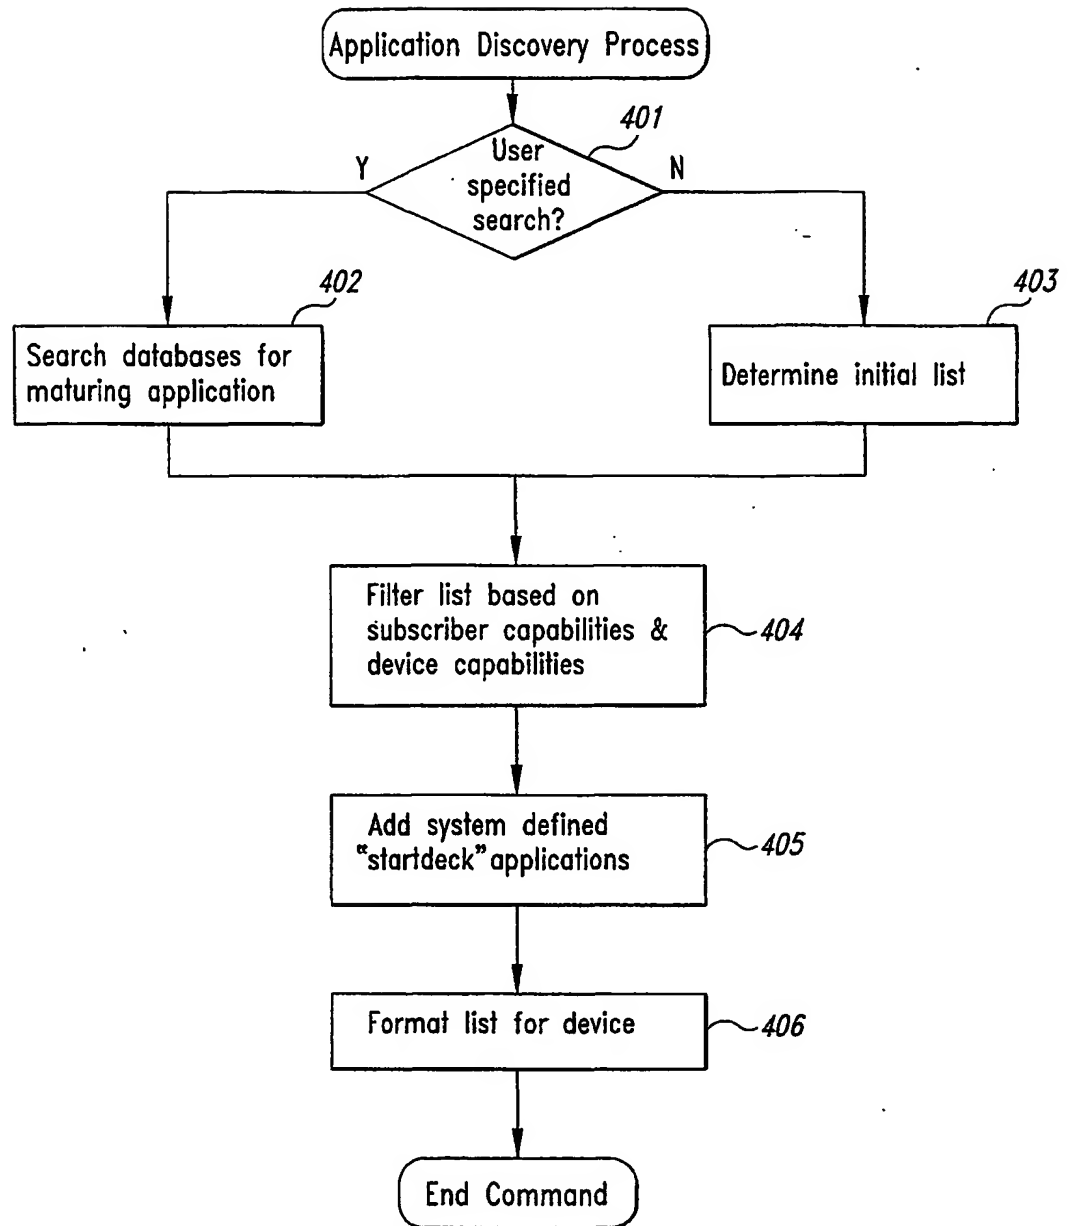 Application Discovery Process
401
User
specified
search?
Y
N
402
Search databases for
maturing application
403
Determine initial list
Filter list based on
subscriber capabilities &
device capabilities
404
Add system defined
"startdeck" applications
405
Format list for device
406
End Command